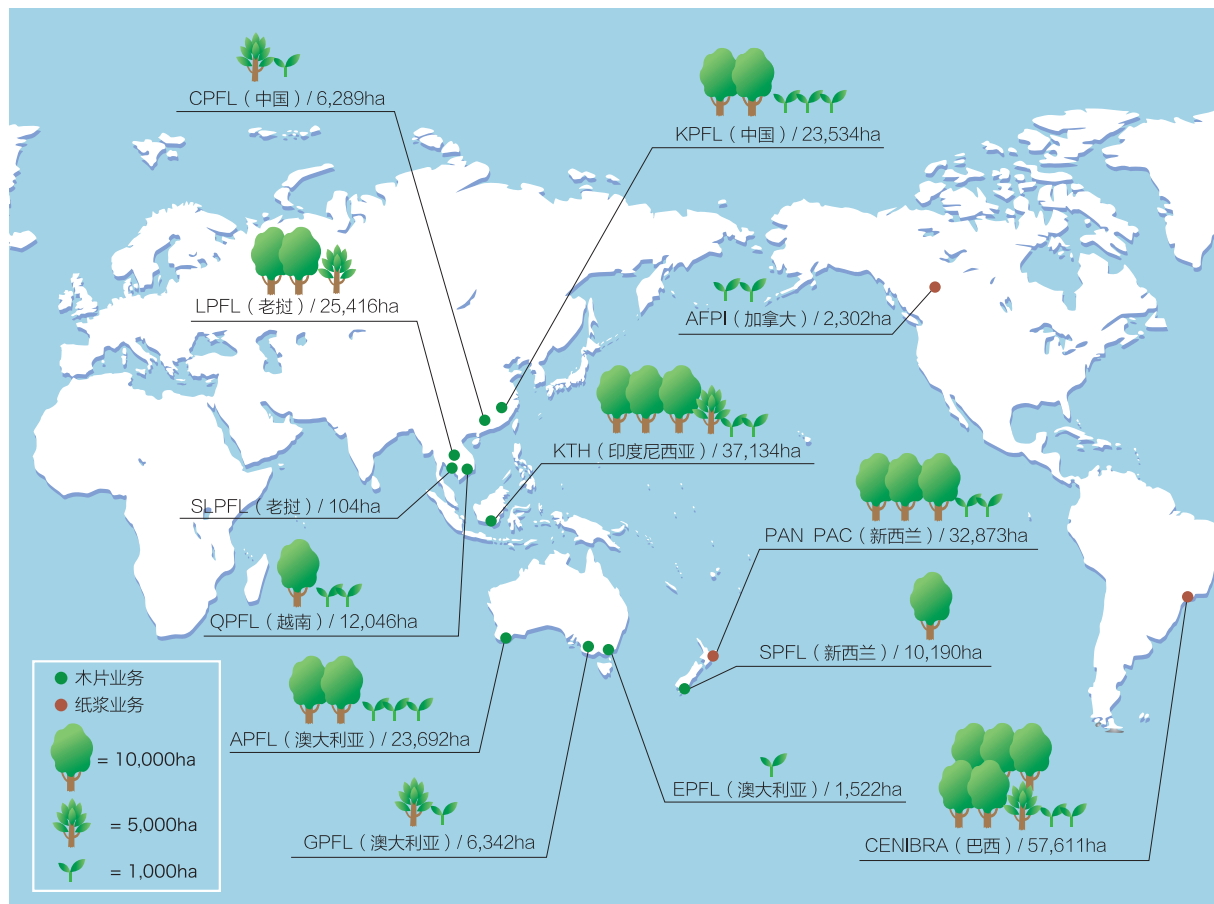 CPFL（中国）/ 6,289ha
KPFL（中国）/ 23,534ha
LPFL（老挝）/ 25,416ha
AFPI（加拿大）/ 2,302ha
KTH（印度尼西亚）/ 37,134ha
SLPFL（老挝）/ 104ha
PAN PAC（新西兰）/ 32,873ha
QPFL（越南）/ 12,046ha
SPFL（新西兰）/ 10,190ha
APFL（澳大利亚）/ 23,692ha
EPFL（澳大利亚）/ 1,522ha
GPFL（澳大利亚）/ 6,342ha
CENIBRA（巴西）/ 57,611ha
木片业务
纸浆业务
= 10,000ha
= 5,000ha
= 1,000ha